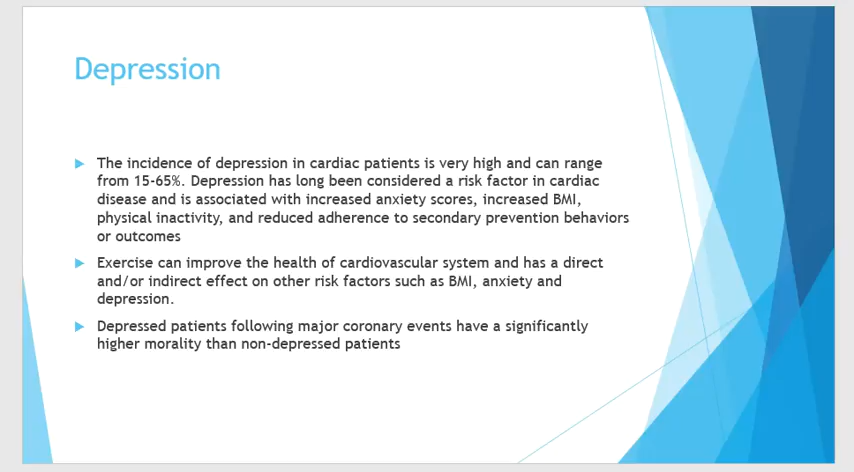 Depression
The incidence of depression in cardiac patients is very high and can range
from 15-65%. Depression has long been considered a risk factor in cardiac
disease and is associated with increased anxiety scores, increased BMI,
physical inactivity, and reduced adherence to secondary prevention behaviors
or outcomes
Exercise can improve the health of cardiovascular system and has a direct
and/or indirect effect on other risk factors such as BMI, anxiety and
depression.
Depressed patients following major coronary events have a significantly
higher morality than non-depressed patients